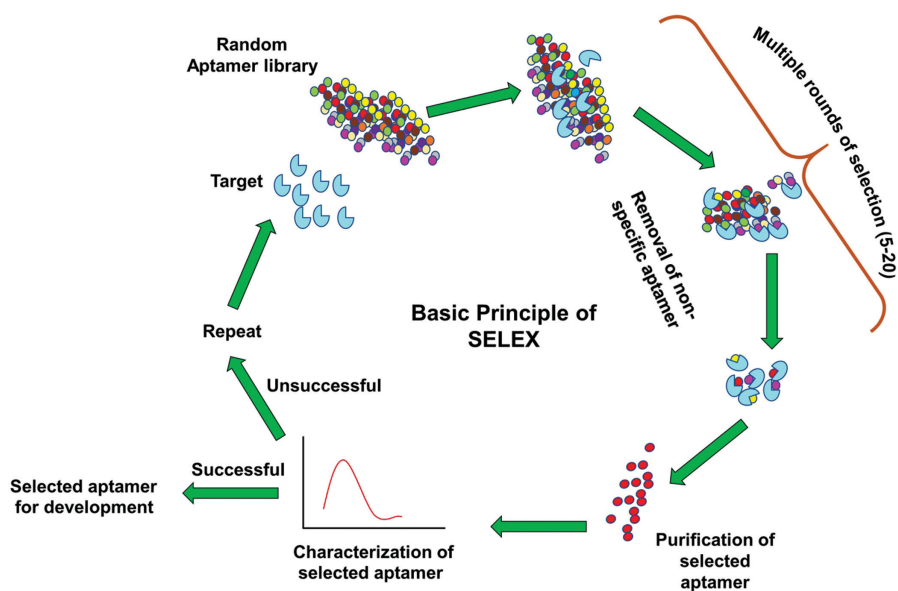 Random
Aptamer library
Target
Multiple rounds of selection (5-20)
Removal of non-
specific aptamer
Basic Principle of
SELEX
Repeat
Unsuccessful
Successful
Selected aptamer
for development
Characterization of
selected aptamer
Purification of
selected
aptamer